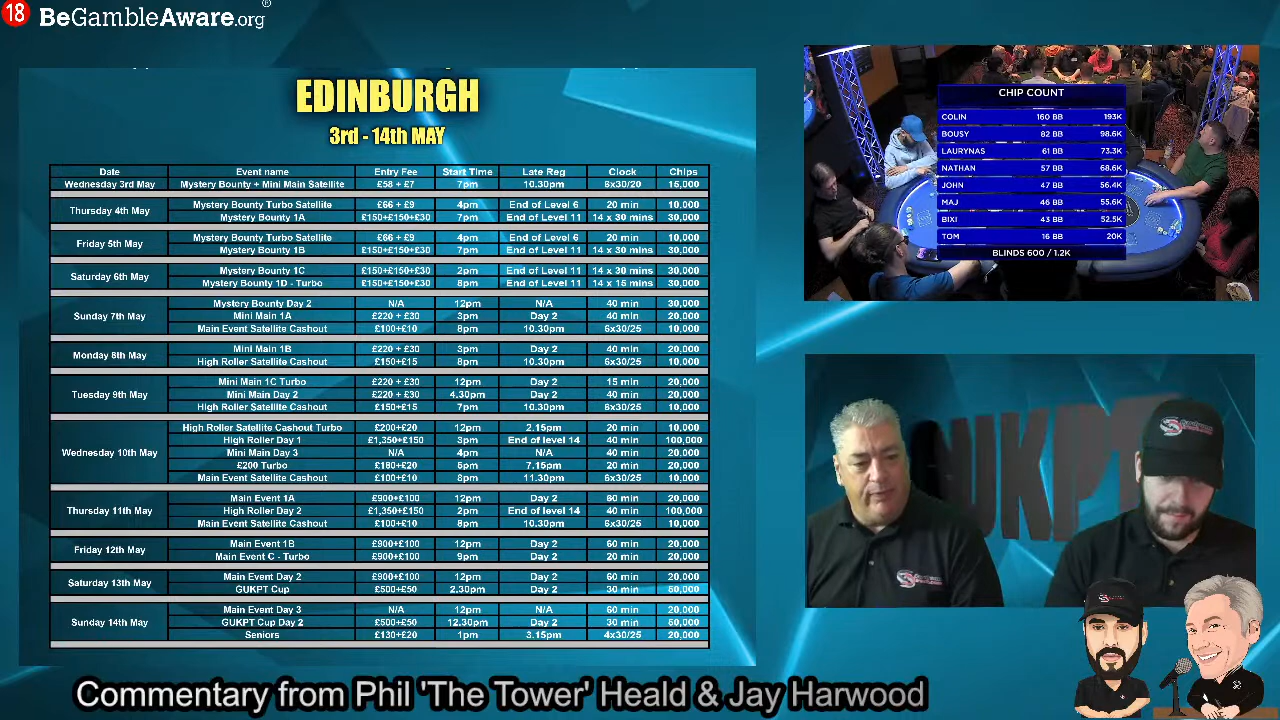 18 BeGambleAware.org®
EDINBURGH
3rd - 14th MAY
Date Event name Entry Fee Start Time Late Reg Clock Chips
Wednesday 3rd May Mystery Bounty + Mini Main Satellite £58 + £7 7pm 10.30pm 6x30/20 15,000
Thursday 4th May
Mystery Bounty Turbo Satellite £66 + £9 4pm End of Level 6 20 min 10,000
Mystery Bounty 1A £150+£150+£30 7pm End of Level 11 14 x 30 mins 30,000
Friday 5th May
Mystery Bounty Turbo Satellite £66 + £9 4pm End of Level 6 20 min 10,000
Mystery Bounty 1B £150+£150+£30 7pm End of Level 11 14 x 30 mins 30,000
Saturday 6th May
Mystery Bounty 1C £150+£150+£30 2pm End of Level 11 14 x 30 mins 30,000
Mystery Bounty 1D - Turbo £150+£150+£30 8pm End of Level 11 14 x 15 mins 30,000
Sunday 7th May
Mystery Bounty Day 2 N/A 12pm N/A 40 min 30,000
Mini Main 1A £220 + £30 3pm Day 2 40 min 20,000
Main Event Satellite Cashout £100+£10 8pm 10.30pm 6x30/25 10,000
Monday 8th May
Mini Main 1B £220 + £30 3pm Day 2 40 min 20,000
High Roller Satellite Cashout £150+£15 8pm 10.30pm 6x30/25 10,000
Tuesday 9th May
Mini Main 1C Turbo £220 + £30 12pm Day 2 15 min 20,000
Mini Main Day 2 £220 + £30 4.30pm Day 2 40 min 20,000
High Roller Satellite Cashout £150+£15 7pm 10.30pm 6x30/25 10,000
Wednesday 10th May
High Roller Satellite Cashout Turbo £200+£20 12pm 2.15pm 20 min 10,000
High Roller Day 1 £1,350+£150 3pm End of level 14 40 min 100,000
Mini Main Day 3 N/A 4pm N/A 40 min 20,000
£200 Turbo £180+£20 5pm 7.15pm 20 min 20,000
Main Event Satellite Cashout £100+£10 8pm 11.30pm 6x30/25 10,000
Thursday 11th May
Main Event 1A £900+£100 12pm Day 2 60 min 20,000
High Roller Day 2 £1,350+£150 2pm End of level 14 40 min 100,000
Main Event Satellite Cashout £100+£10 8pm 10.30pm 6x30/25 10,000
Friday 12th May
Main Event 1B £900+£100 12pm Day 2 60 min 20,000
Main Event C - Turbo £900+£100 9pm Day 2 20 min 20,000
Saturday 13th May
Main Event Day 2 £900+£100 12pm Day 2 60 min 20,000
GUKPT Cup £500+£50 2.30pm Day 2 30 min 50,000
Sunday 14th May
Main Event Day 3 N/A 12pm N/A 60 min 20,000
GUKPT Cup Day 2 £500+£50 12.30pm Day 2 30 min 50,000
Seniors £130+£20 1pm 3.15pm 4x30/25 20,000
CHIP COUNT
COLIN 160 BB 193K
BOUSY 82 BB 98.6K
LAURYNAS 61 BB 73.3K
NATHAN 57 BB 68.6K
JOHN 47 BB 56.4K
MAJ 46 BB 55.6K
BIXI 43 BB 52.5K
TOM 16 BB 20K
BLINDS 600 / 1.2K
GUKPT
Commentary from Phil 'The Tower' Heald & Jay Harwood